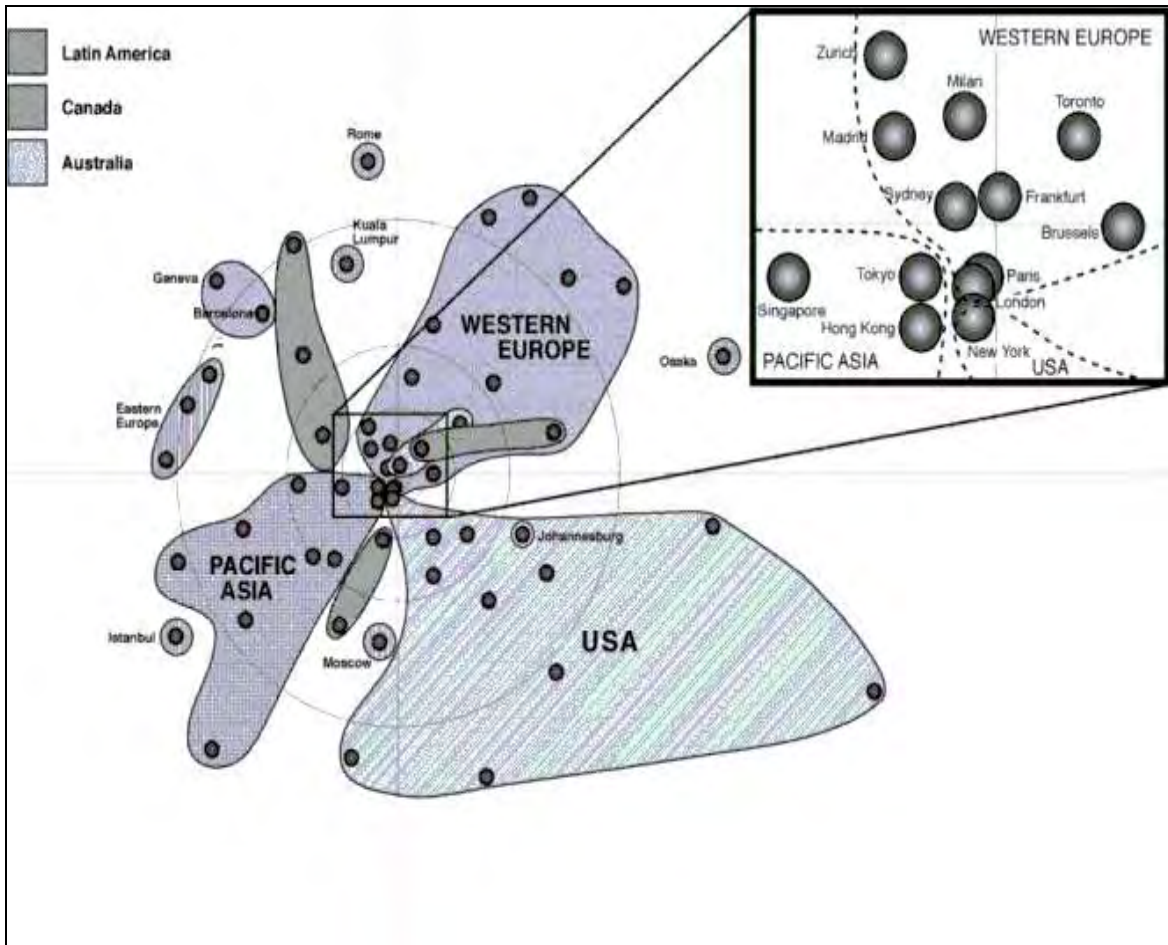 Latin America
Canada
Australia
Rome
Kuala
Lumpur
Geneva
Barcelona
Eastern
Europe
WESTERN
EUROPE
Osaka
PACIFIC
ASIA
Johannesburg
Istanbul
Moscow
USA
WESTERN EUROPE
Zurich
Milan
Toronto
Madrid
Sydney
Frankfurt
Brussels
Tokyo
Paris
Singapore
London
Hong Kong
New York
PACIFIC ASIA
USA